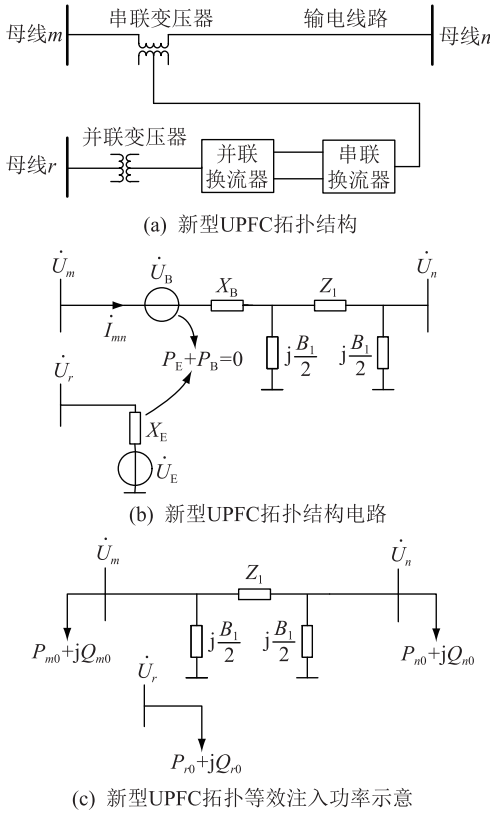 串联变压器 输电线路
母线m 母线n
并联变压器
母线r
并联
换流器
串联
换流器
(a) 新型UPFC拓扑结构
U̇m U̇B XB Z1 U̇n
İmn
PE+PB=0
jB1/2 jB1/2
U̇r
XE
U̇E
(b) 新型UPFC拓扑结构电路
U̇m Z1 U̇n
jB1/2 jB1/2
Pm0+jQm0 Pn0+jQn0
U̇r
Pr0+jQr0
(c) 新型UPFC拓扑等效注入功率示意